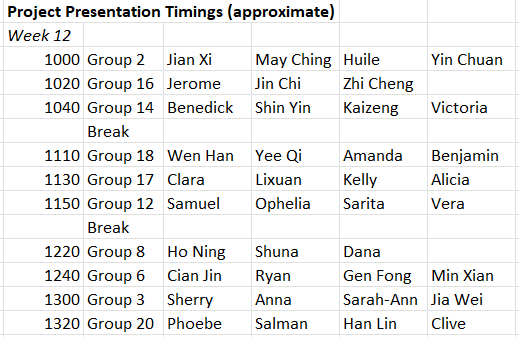 Project Presentation Timings (approximate)
Week 12
1000 Group 2 Jian Xi May Ching Huile Yin Chuan
1020 Group 16 Jerome Jin Chi Zhi Cheng
1040 Group 14 Benedick Shin Yin Kaizeng Victoria
Break
1110 Group 18 Wen Han Yee Qi Amanda Benjamin
1130 Group 17 Clara Lixuan Kelly Alicia
1150 Group 12 Samuel Ophelia Sarita Vera
Break
1220 Group 8 Ho Ning Shuna Dana
1240 Group 6 Cian Jin Ryan Gen Fong Min Xian
1300 Group 3 Sherry Anna Sarah-Ann Jia Wei
1320 Group 20 Phoebe Salman Han Lin Clive